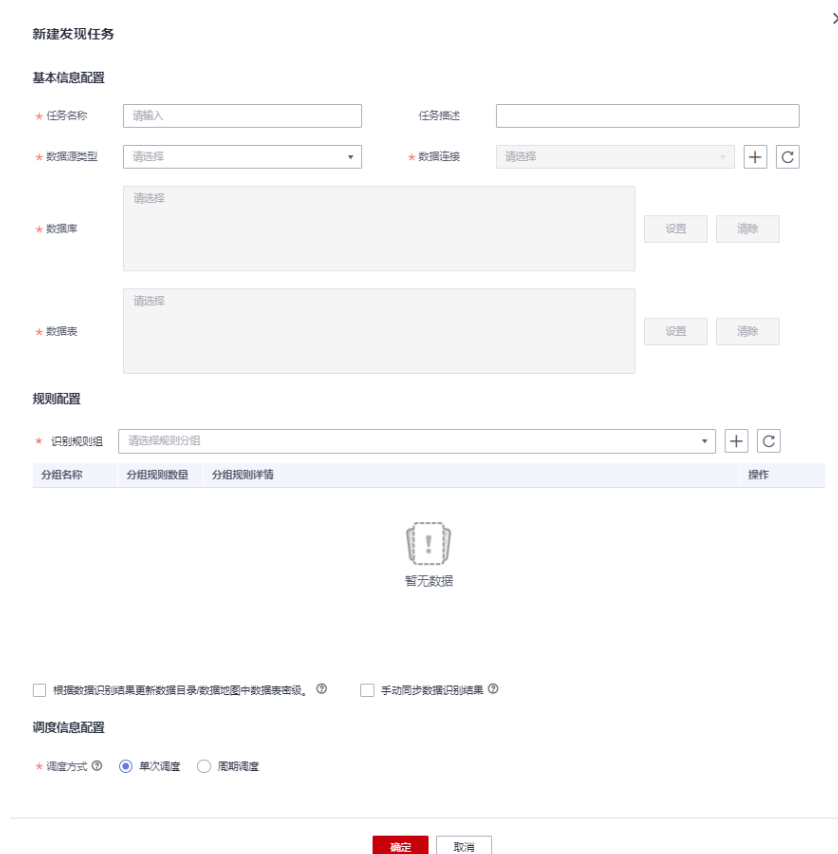 新建发现任务
基本信息配置
* 任务名称 请输入 任务描述
* 数据源类型 请选择 * 数据连接 请选择
请选择
* 数据库 设置 清除
请选择
* 数据表 设置 清除
规则配置
* 识别规则组 请选择规则分组
分组名称 分组规则数量 分组规则详情 操作
暂无数据
根据数据识别结果更新数据目录/数据地图中数据表密级。 手动同步数据识别结果
调度信息配置
* 调度方式 单次调度 周期调度
确定 取消